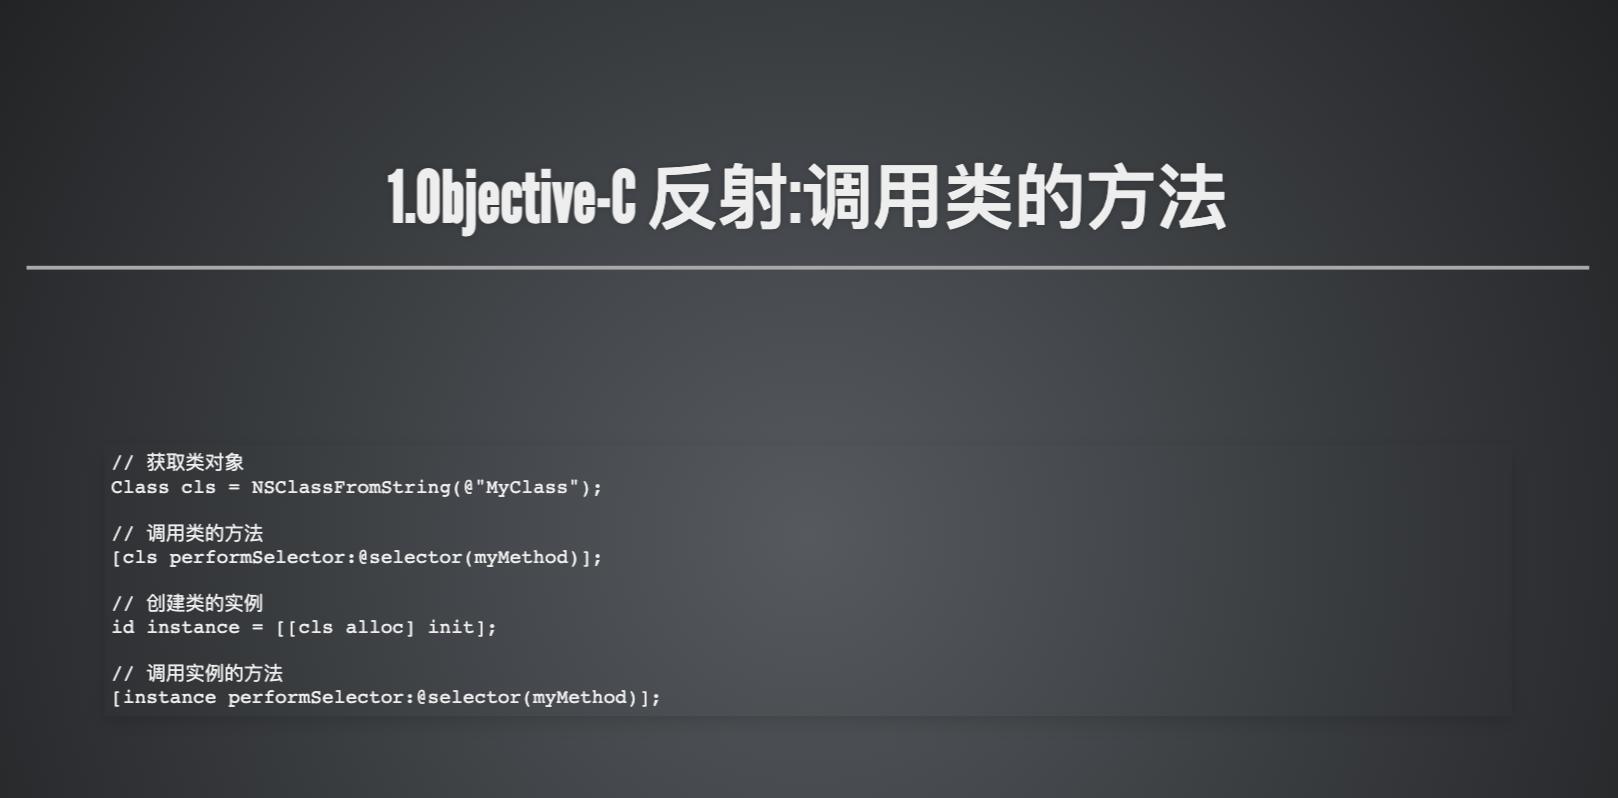 1.Objective-C 反射:调用类的方法
// 获取类对象
Class cls = NSClassFromString(@"MyClass");
// 调用类的方法
[cls performSelector:@selector(myMethod)];
// 创建类的实例
id instance = [[cls alloc] init];
// 调用实例的方法
[instance performSelector:@selector(myMethod)];